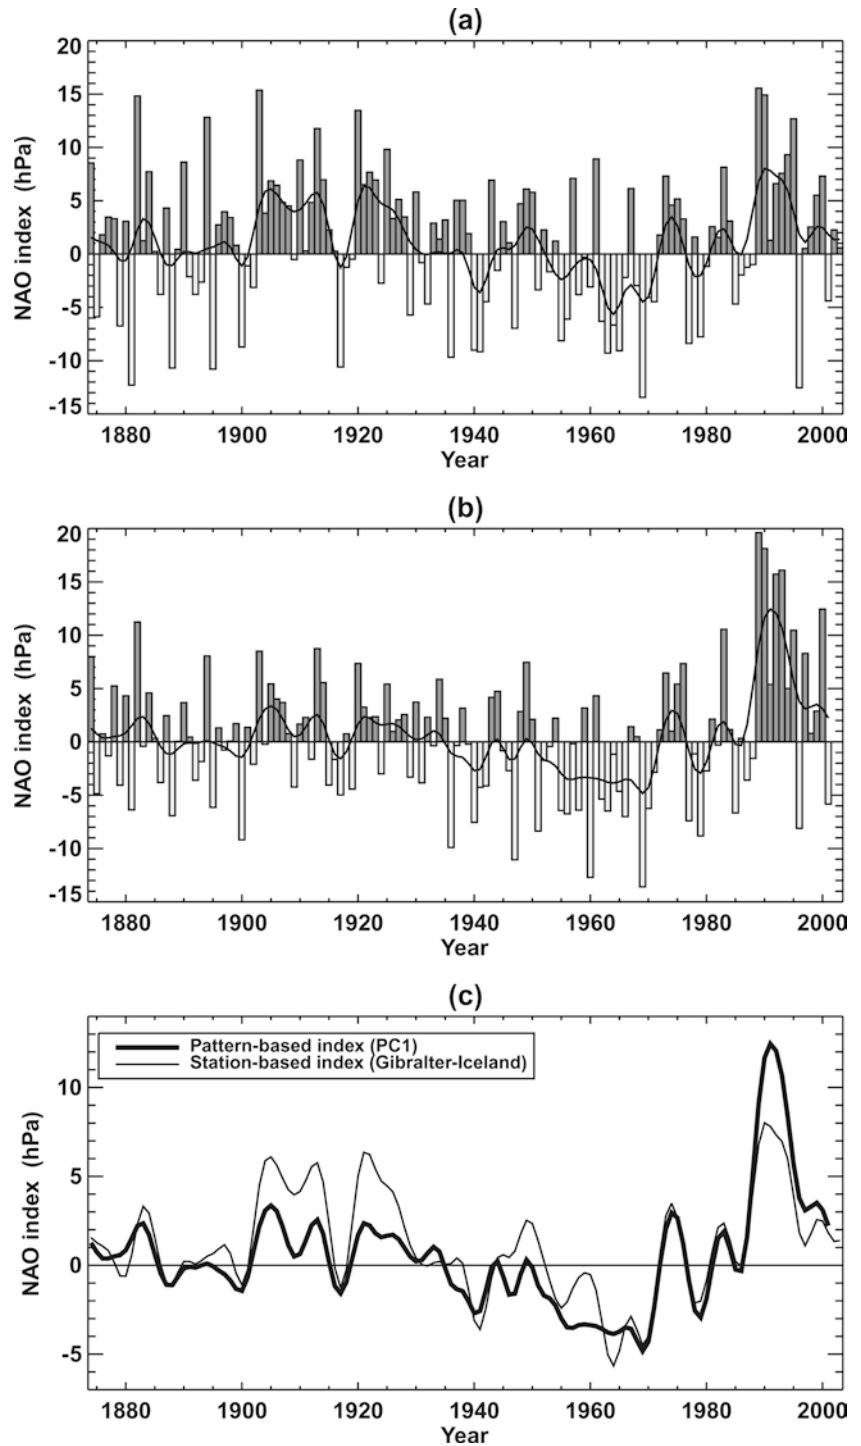 (a)
20
15
10
5
0
-5
-10
-15
NAO index (hPa)
1880 1900 1920 1940 1960 1980 2000
Year
(b)
20
15
10
5
0
-5
-10
-15
NAO index (hPa)
1880 1900 1920 1940 1960 1980 2000
Year
(c)
Pattern-based index (PC1)
Station-based index (Gibralter-Iceland)
10
5
0
-5
NAO index (hPa)
1880 1900 1920 1940 1960 1980 2000
Year